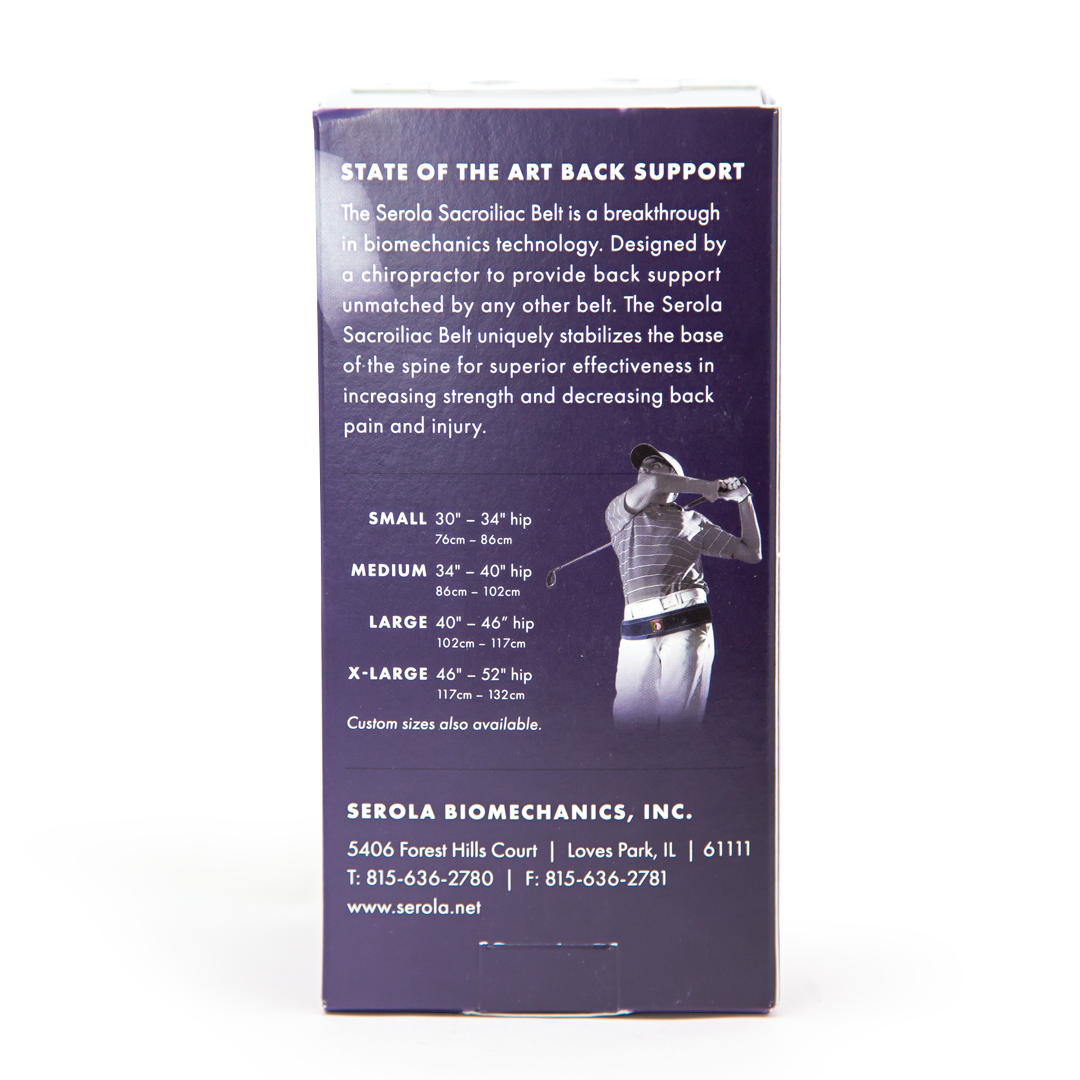 STATE OF THE ART BACK SUPPORT
The Serola Sacroiliac Belt is a breakthrough
in biomechanics technology. Designed by
a chiropractor to provide back support
unmatched by any other belt. The Serola
Sacroiliac Belt uniquely stabilizes the base
of the spine for superior effectiveness in
increasing strength and decreasing back
pain and injury.
SMALL 30" – 34" hip
76cm – 86cm
MEDIUM 34" – 40" hip
86cm – 102cm
LARGE 40" – 46” hip
102cm – 117cm
X-LARGE 46" – 52" hip
117cm – 132cm
Custom sizes also available.
SEROLA BIOMECHANICS, INC.
5406 Forest Hills Court | Loves Park, IL | 61111
T: 815-636-2780 | F: 815-636-2781
www.serola.net